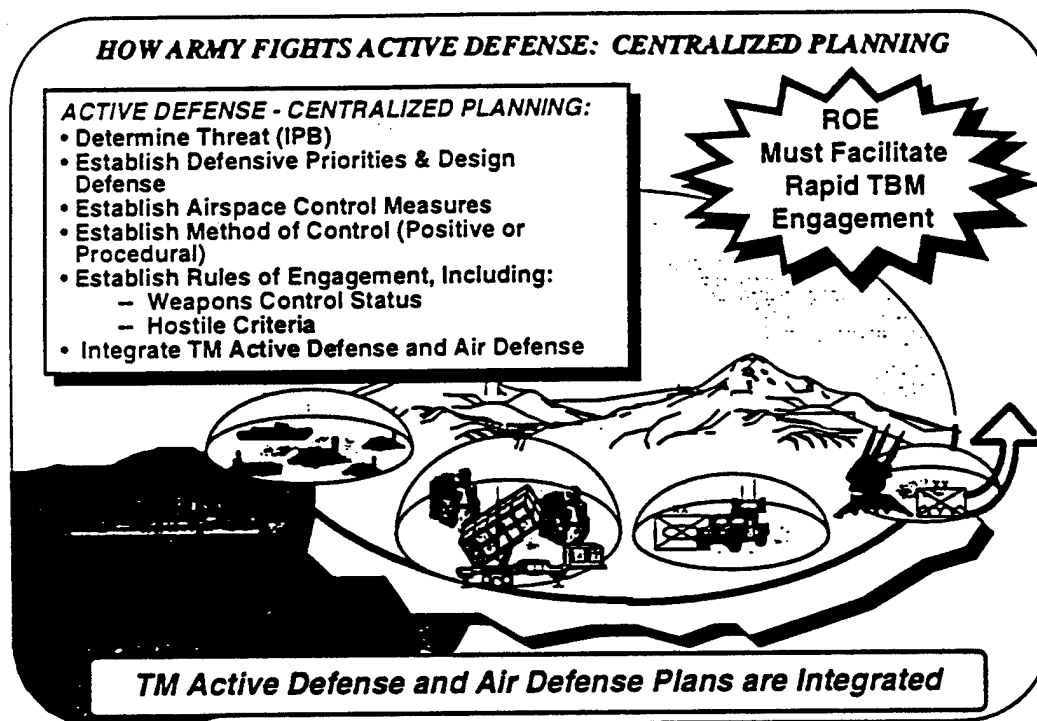 HOW ARMY FIGHTS ACTIVE DEFENSE: CENTRALIZED PLANNING
ACTIVE DEFENSE - CENTRALIZED PLANNING:
• Determine Threat (IPB)
• Establish Defensive Priorities & Design
Defense
• Establish Airspace Control Measures
• Establish Method of Control (Positive or
Procedural)
• Establish Rules of Engagement, Including:
– Weapons Control Status
– Hostile Criteria
• Integrate TM Active Defense and Air Defense
ROE
Must Facilitate
Rapid TBM
Engagement
TM Active Defense and Air Defense Plans are Integrated